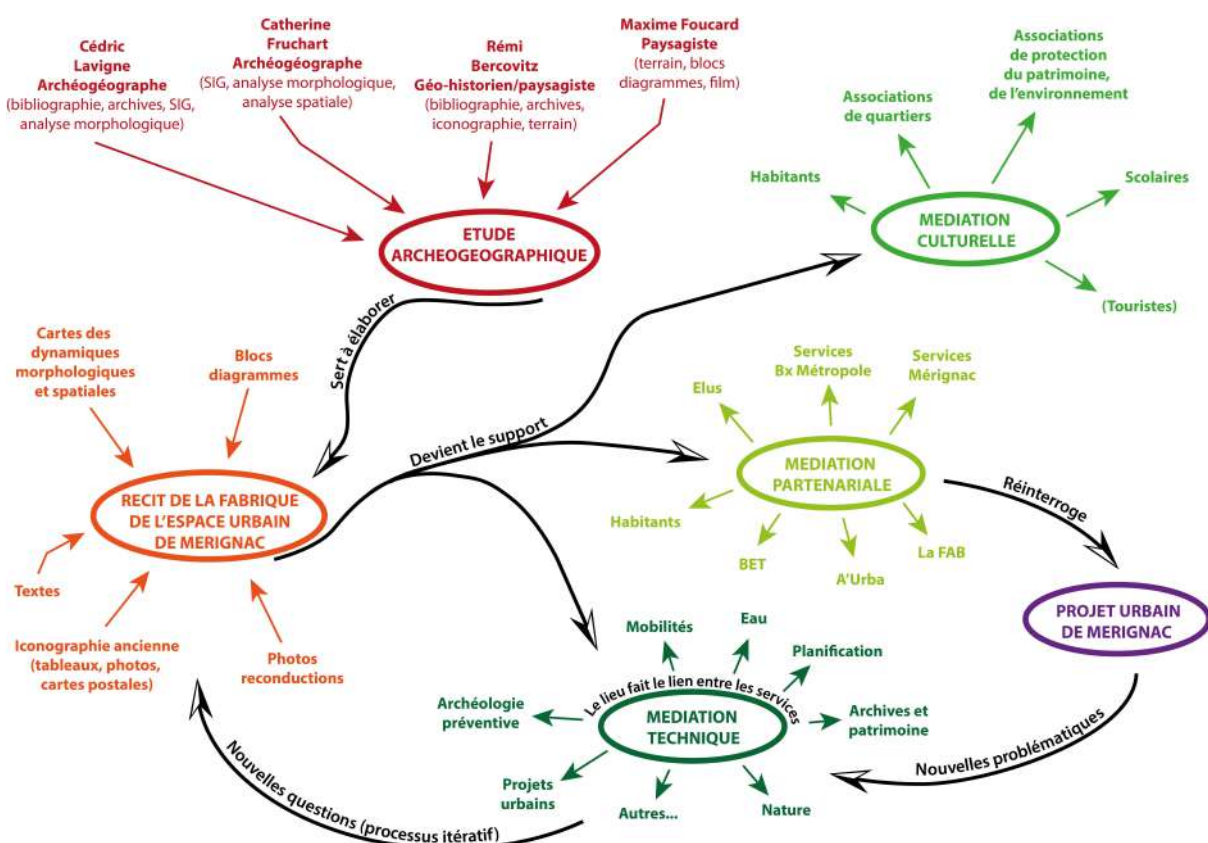 Cédric
Lavigne
Archéogéographe
(bibliographie, archives, SIG,
analyse morphologique)
Catherine
Fruchart
Archéogéographe
(SIG, analyse morphologique,
analyse spatiale)
Rémi
Bercovitz
Géo-historien/paysagiste
(bibliographie, archives,
iconographie, terrain)
Maxime Foucard
Paysagiste
(terrain, blocs
diagrammes, film)
ETUDE
ARCHEOGEOGRAPHIQUE
Associations
de quartiers
Associations
de protection
du patrimoine,
de l'environnement
Habitants
Scolaires
MEDIATION
CULTURELLE
(Touristes)
Sert à élaborer
Cartes des
dynamiques
morphologiques
et spatiales
Blocs
diagrammes
RECIT DE LA FABRIQUE
DE L'ESPACE URBAIN
DE MERIGNAC
Textes
Iconographie ancienne
(tableaux, photos,
cartes postales)
Photos
reconductions
Devient le support
Elus
Services
Bx Métropole
Services
Mérignac
MEDIATION
PARTENARIALE
Habitants
BET
A'Urba
La FAB
Réinterroge
PROJET URBAIN
DE MERIGNAC
Nouvelles problématiques
Mobilités
Eau
Planification
Le lieu fait le lien entre les services
Archéologie
préventive
MEDIATION
TECHNIQUE
Archives et
patrimoine
Projets
urbains
Autres...
Nature
Nouvelles questions (processus itératif)